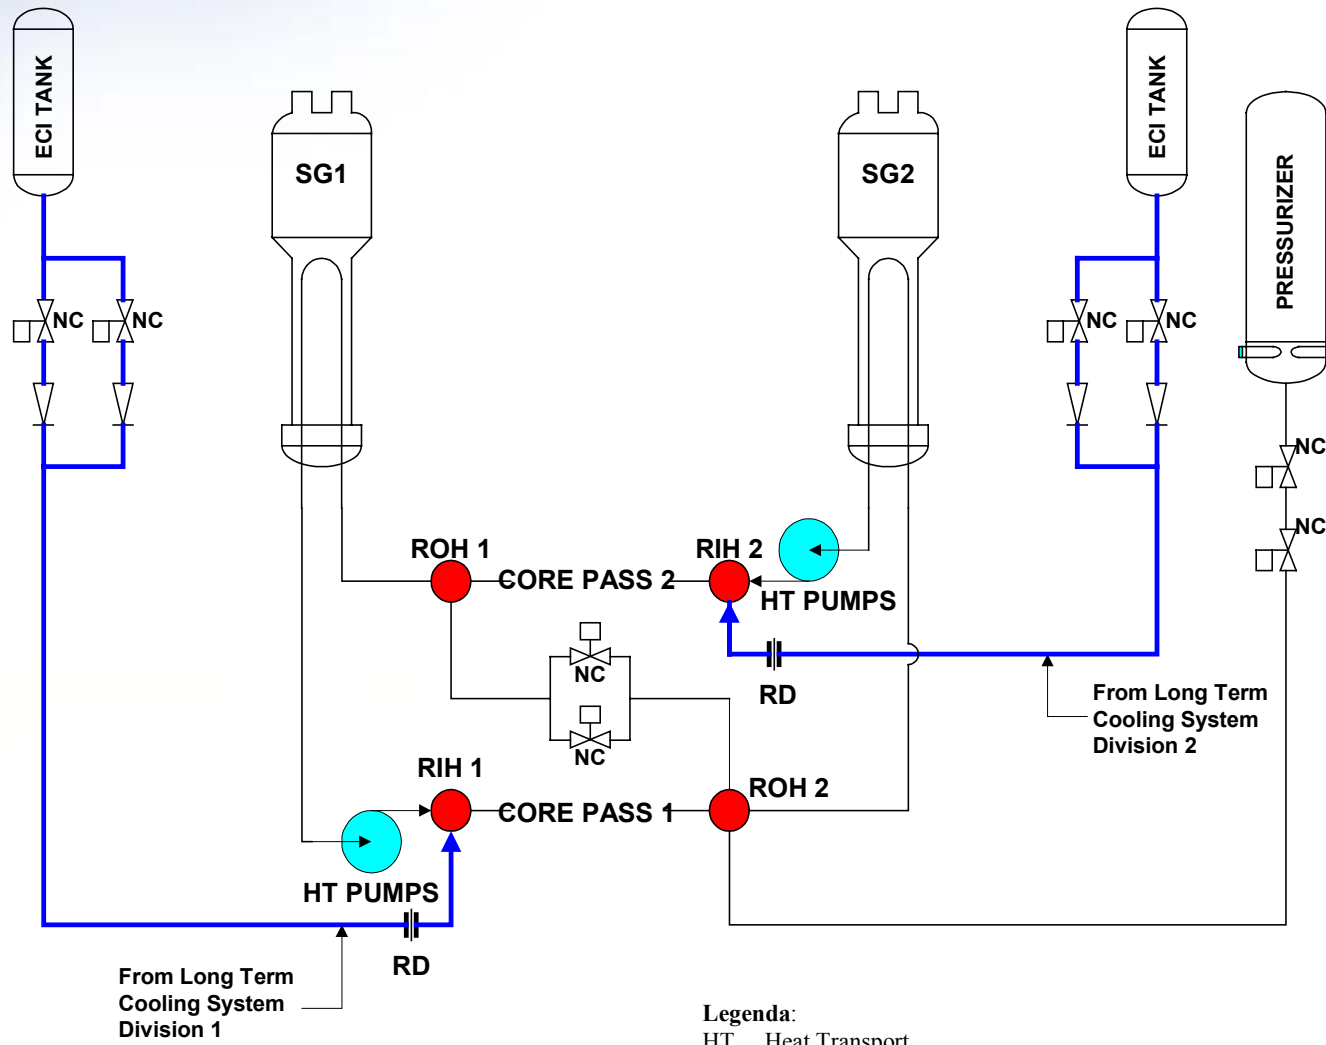 ECI TANK
ECI TANK
PRESSURIZER
SG1
SG2
NC
NC
NC
NC
NC
NC
ROH 1
CORE PASS 2
RIH 2
HT PUMPS
NC
RD
NC
From Long Term
Cooling System
Division 2
RIH 1
CORE PASS 1
ROH 2
HT PUMPS
RD
From Long Term
Cooling System
Division 1
Legenda:
HT Heat Transport